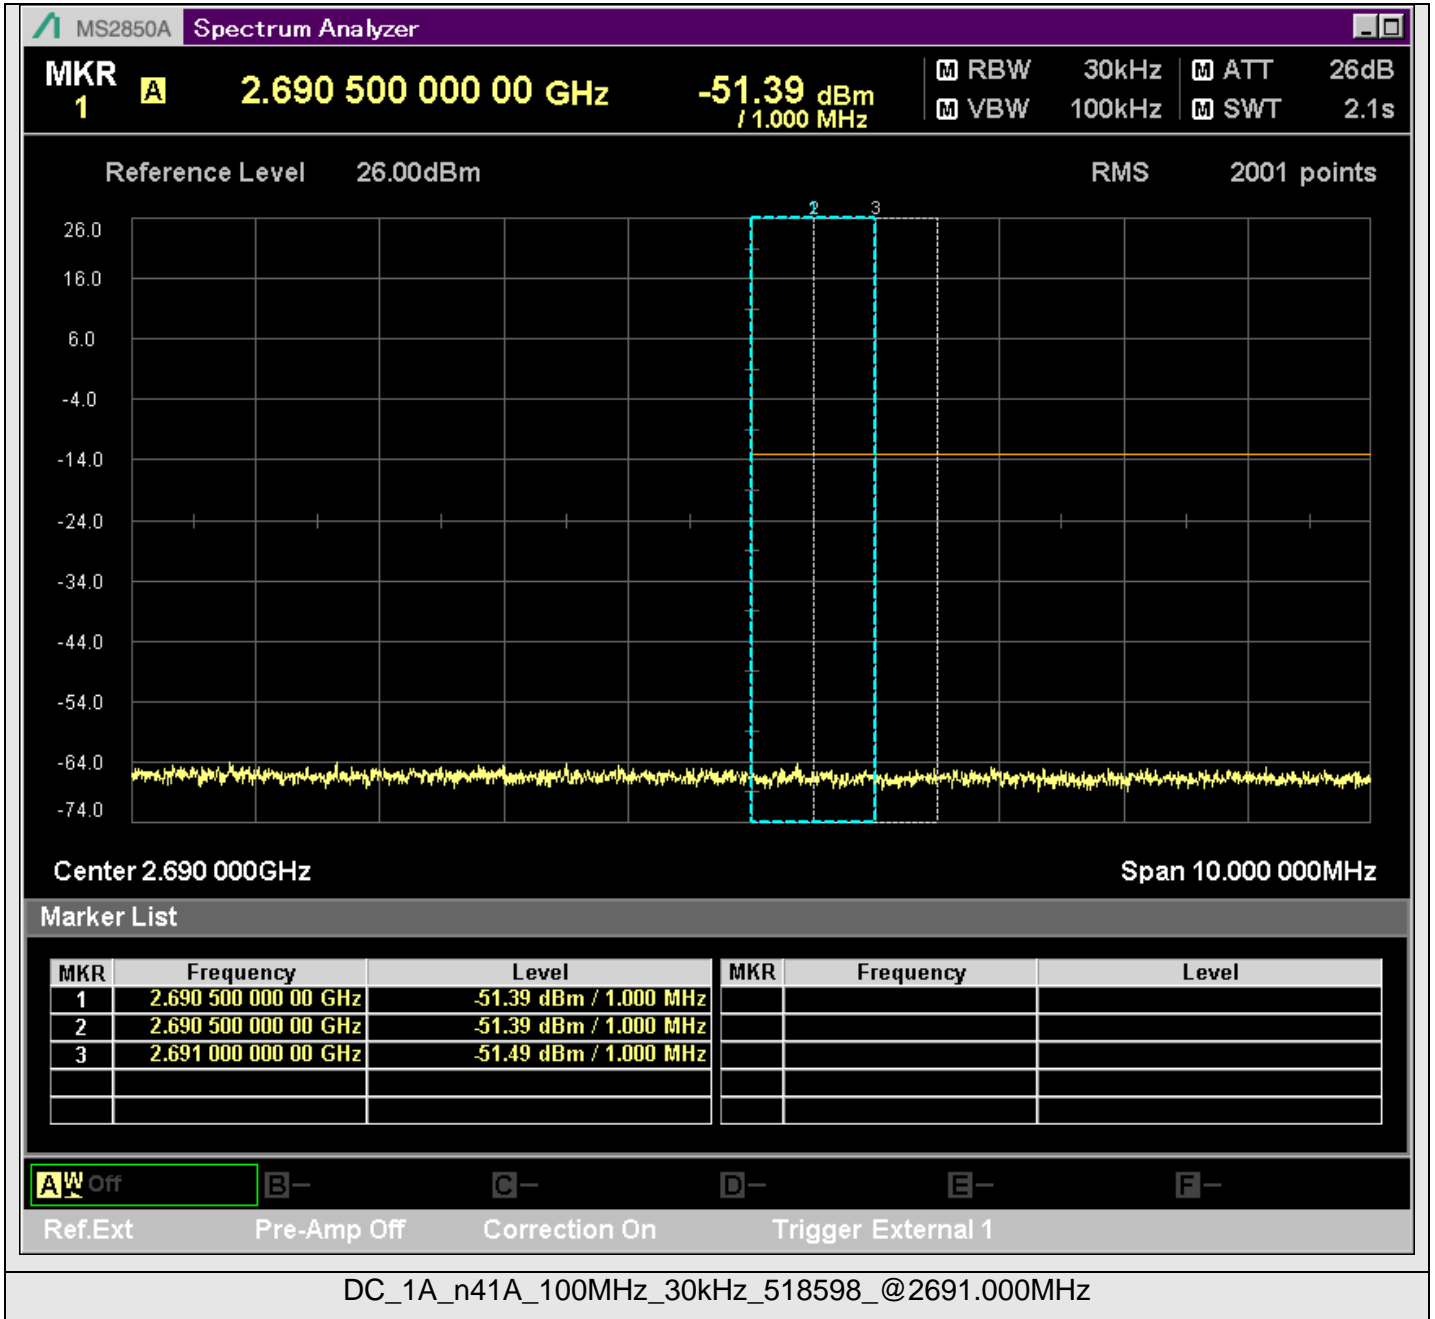 MS2850A Spectrum Analyzer
MKR 1 A 2.690 500 000 00 GHz -51.39 dBm / 1.000 MHz
M RBW 30kHz M ATT 26dB
M VBW 100kHz M SWT 2.1s
Reference Level 26.00dBm RMS 2001 points
2 3
26.0
16.0
6.0
-4.0
-14.0
-24.0
-34.0
-44.0
-54.0
-64.0
-74.0
Center 2.690 000GHz Span 10.000 000MHz
Marker List
MKR Frequency Level MKR Frequency Level
1 2.690 500 000 00 GHz -51.39 dBm / 1.000 MHz
2 2.690 500 000 00 GHz -51.39 dBm / 1.000 MHz
3 2.691 000 000 00 GHz -51.49 dBm / 1.000 MHz
A W Off B- C- D- E- F-
Ref.Ext Pre-Amp Off Correction On Trigger External 1
DC_1A_n41A_100MHz_30kHz_518598_@2691.000MHz